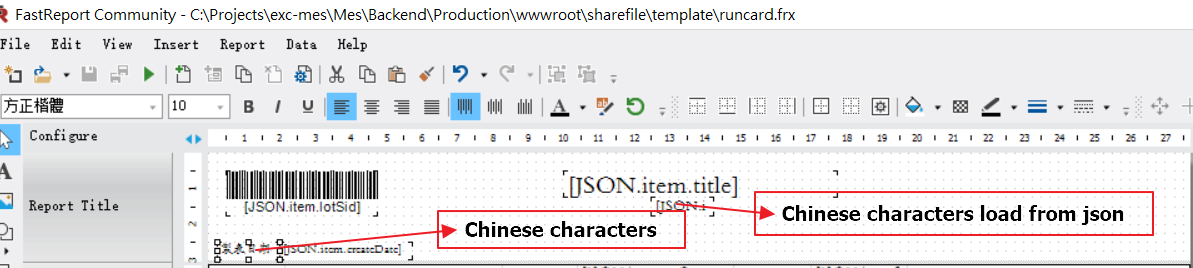 FastReport Community - C:\Projects\exc-mes\Mes\Backend\Production\wwwroot\sharefile\template\runcard.frx
File Edit View Insert Report Data Help
方正楷體 10 B I U A
Configure 1 2 3 4 5 6 7 8 9 10 11 12 13 14 15 16 17 18 19 20 21 22 23 24 25 26 27
[JSON.item.title]
Report Title
[JSON.item.lotSid]
[JSON.i
Chinese characters load from json
Chinese characters
製表日期 [JSON.item.createDate]
1
2
3